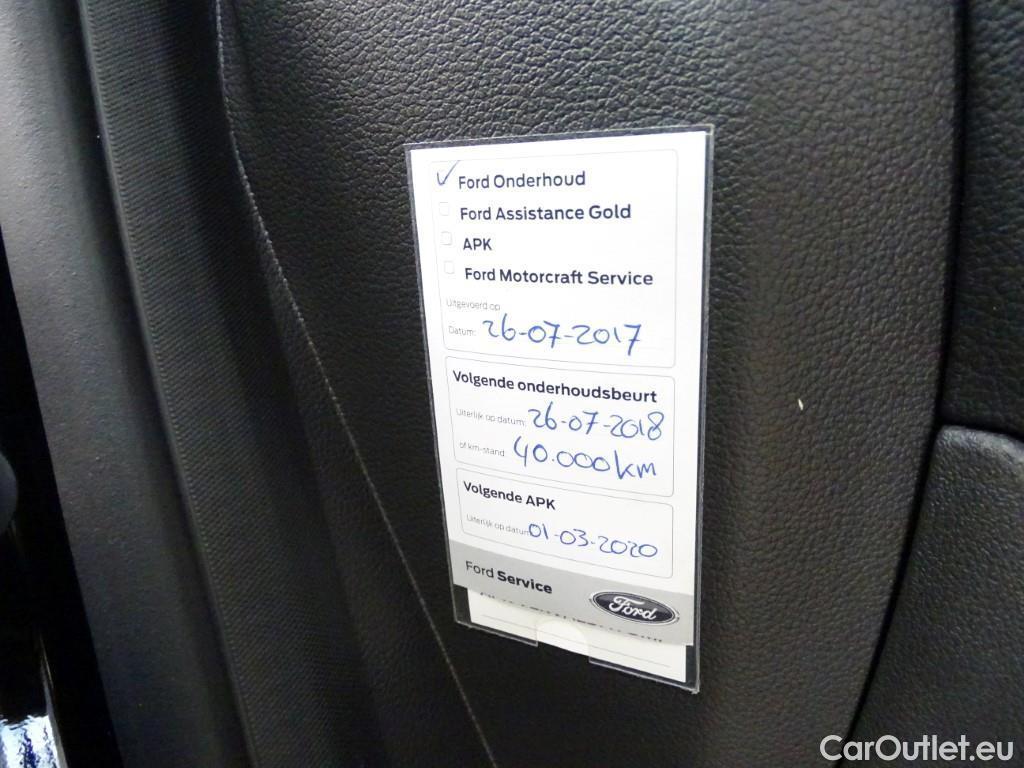 ✓ Ford Onderhoud
Ford Assistance Gold
APK
Ford Motorcraft Service
Uitgevoerd op
Datum: 26-07-2017
Volgende onderhoudsbeurt
Uiterlijk op datum: 26-07-2018
of km-stand: 40.000km
Volgende APK
Uiterlijk op datum: 01-03-2020
Ford Service
Ford
CarOutlet.eu